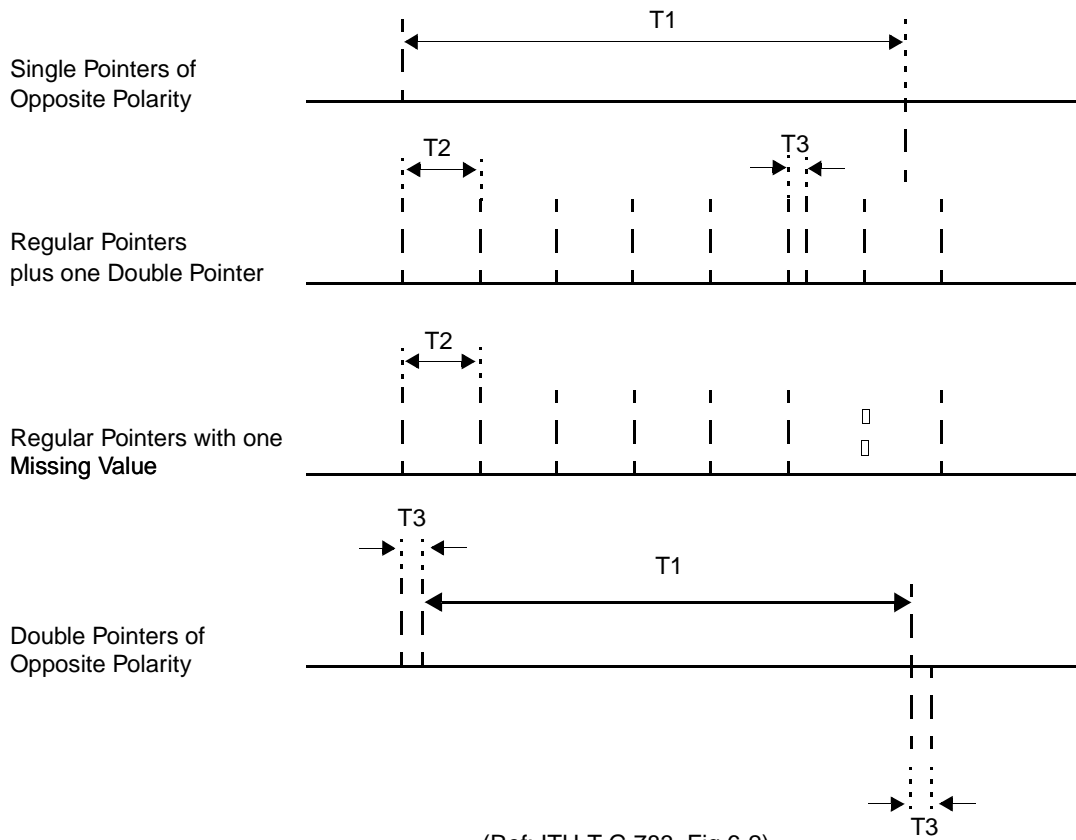 T1
Single Pointers of
Opposite Polarity
T2
T3
Regular Pointers
plus one Double Pointer
T2
Regular Pointers with one
Missing Value
T3
T1
Double Pointers of
Opposite Polarity
T3